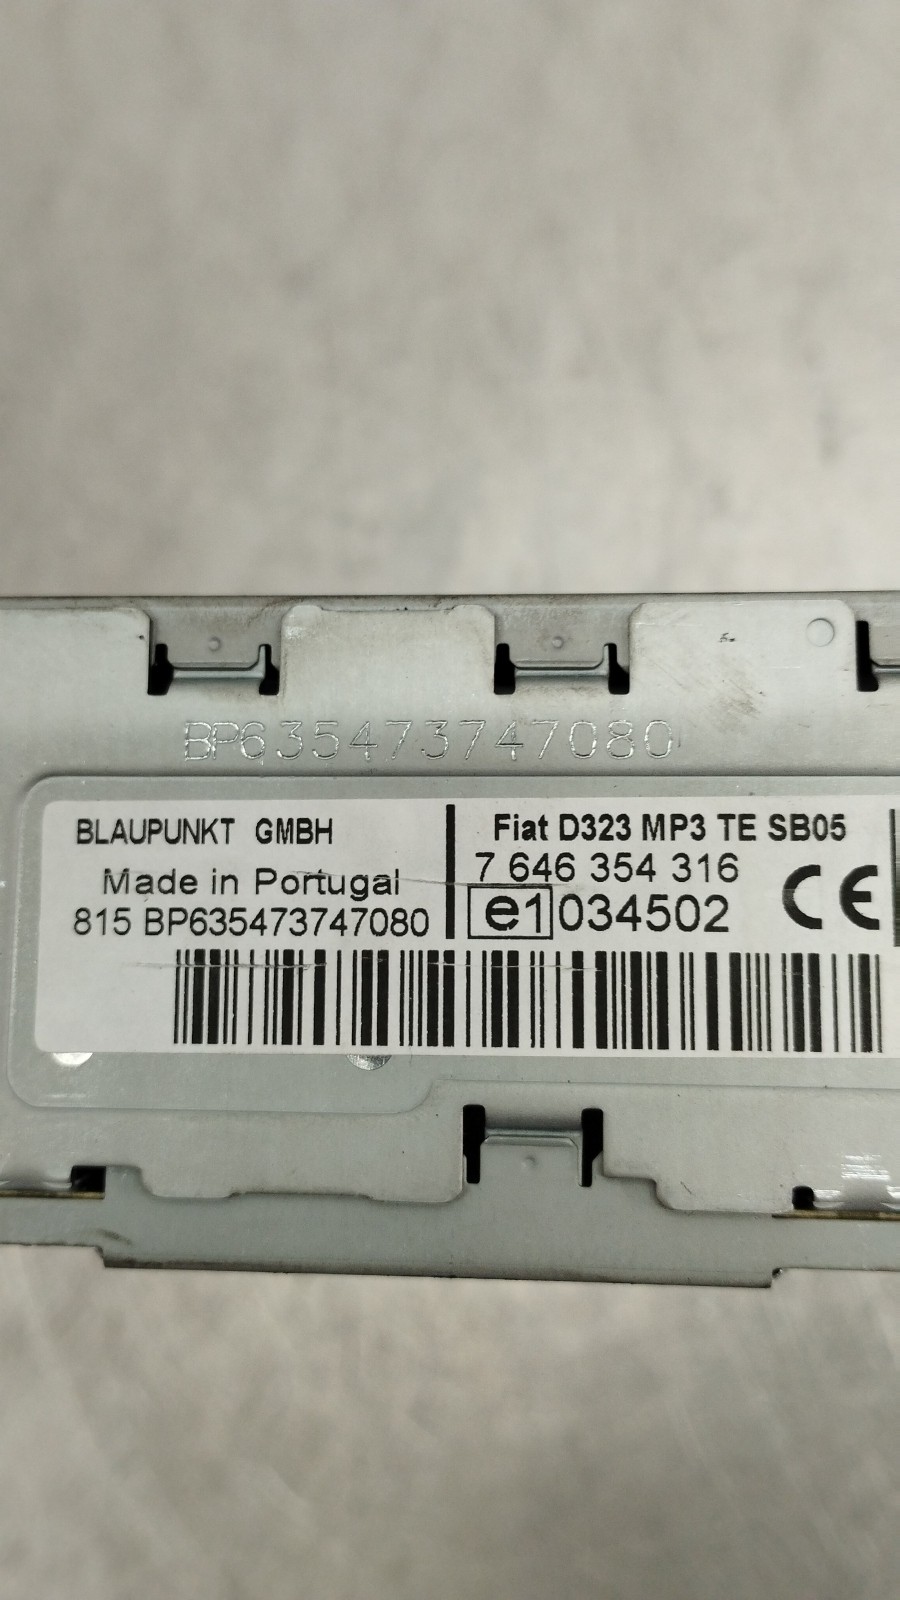 BP635473747080
BLAUPUNKT GMBH
Made in Portugal
815 BP635473747080
Fiat D323 MP3 TE SB05
7 646 354 316
e1 034502
CE